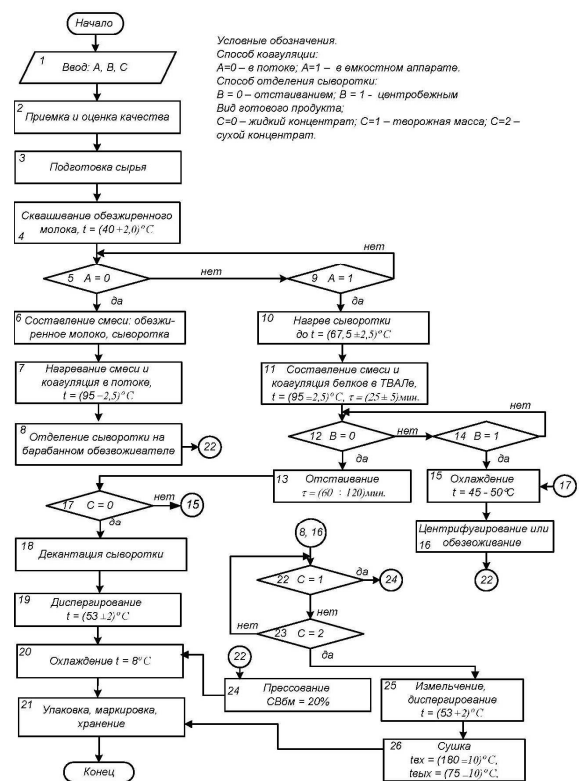 Начало
Условные обозначения.
Способ коагуляции:
А=0 – в потоке; А=1 – в емкостном аппарате.
Способ отделения сыворотки:
В = 0 – отстаиванием; В = 1 - центробежным
Вид готового продукта;
С=0 – жидкий концентрат; С=1 – творожная масса; С=2 –
сухой концентрат.
1
Ввод: А, В, С
2
Приемка и оценка качества
3
Подготовка сырья
Сквашивание обезжиренного
4 молока, t = (40 ±2,0)°С
нет
5 А = 0
нет
9 А = 1
да
да
6 Составление смеси: обезжи-
ренное молоко, сыворотка
10 Нагрев сыворотки
до t = (67,5 ±2,5)°С
7 Нагревание смеси и
коагуляция в потоке,
t = (95 ±2,5)°С
11 Составление смеси и
коагуляция белков в ТВАЛе,
t = (95 ±2,5)°С, τ = (25 ± 5)мин.
нет
8 Отделение сыворотки на
барабанном обезвоживателе
22
12 В = 0
нет
14 В = 1
да
да
13 Отстаивание
τ = (60 ÷ 120)мин.
15 Охлаждение
t = 45 - 50°С
17
17 С = 0
нет
15
да
8, 16
Центрифугирование или
16 обезвоживание
22
18
Декантация сыворотки
22 С = 1
да
24
нет
19 Диспергирование
t = (53 ±2)°С
нет
23 С = 2
да
20
Охлаждение t = 8°С
22
24 Прессование
СВбм = 20%
25 Измельчение,
диспергирование
t = (53 +2)°С
21
Упаковка, маркировка,
хранение
26 Сушка
tвх = (180 ±10)°С,
tвых = (75 ±10)°С,
Конец